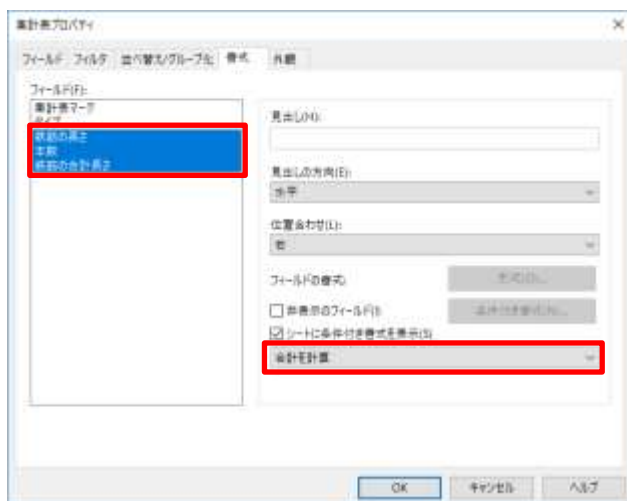 集計表プロパティ
フィールド フィルタ 並べ替え/グループ化 書式 外観
フィールド(F):
集計表マーク
タイプ
鉄筋の長さ
本数
鉄筋の合計長さ
見出し(H):
見出しの方向(E):
水平
位置合わせ(L):
右
フィールドの書式:
非表示のフィールド(I)
シートに条件付き書式を表示(S)
合計を計算
OK キャンセル ヘルプ